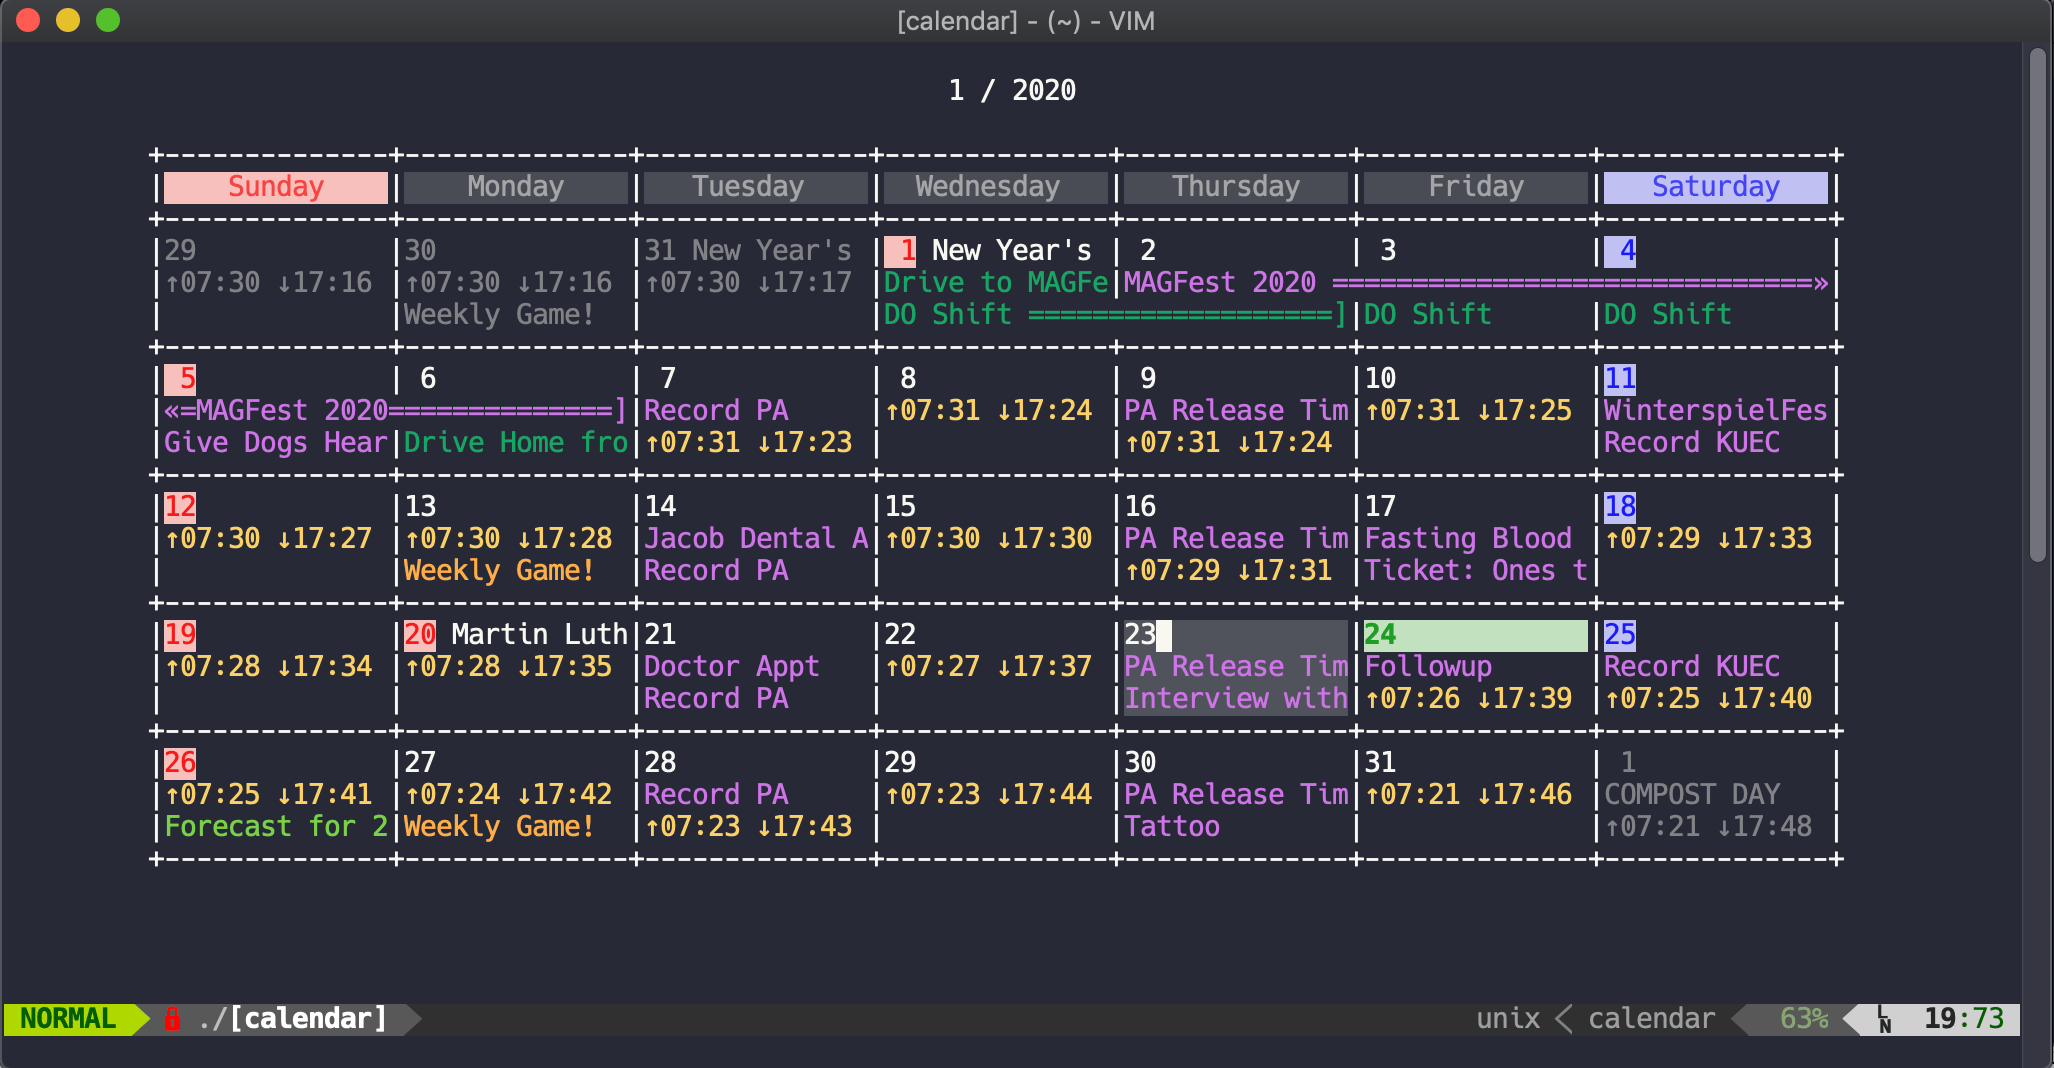 [calendar] - (~) - VIM
1 / 2020
+--------------+--------------+--------------+--------------+--------------+--------------+--------------+
|    Sunday    |    Monday    |   Tuesday    |  Wednesday   |   Thursday   |    Friday    |   Saturday   |
+--------------+--------------+--------------+--------------+--------------+--------------+--------------+
|29            |30            |31 New Year's | 1 New Year's | 2            | 3            | 4            |
|↑07:30 ↓17:16 |↑07:30 ↓17:16 |↑07:30 ↓17:17 |Drive to MAGFe|MAGFest 2020 ==============================»|
|              |Weekly Game!  |              |DO Shift ===================]|DO Shift      |DO Shift      |
+--------------+--------------+--------------+--------------+--------------+--------------+--------------+
| 5            | 6            | 7            | 8            | 9            |10            |11            |
|«=MAGFest 2020==============]|Record PA     |↑07:31 ↓17:24 |PA Release Tim|↑07:31 ↓17:25 |WinterspielFes|
|Give Dogs Hear|Drive Home fro|↑07:31 ↓17:23 |              |↑07:31 ↓17:24 |              |Record KUEC   |
+--------------+--------------+--------------+--------------+--------------+--------------+--------------+
|12            |13            |14            |15            |16            |17            |18            |
|↑07:30 ↓17:27 |↑07:30 ↓17:28 |Jacob Dental A|↑07:30 ↓17:30 |PA Release Tim|Fasting Blood |↑07:29 ↓17:33 |
|              |Weekly Game!  |Record PA     |              |↑07:29 ↓17:31 |Ticket: Ones t|              |
+--------------+--------------+--------------+--------------+--------------+--------------+--------------+
|19            |20 Martin Luth|21            |22            |23            |24            |25            |
|↑07:28 ↓17:34 |↑07:28 ↓17:35 |Doctor Appt   |↑07:27 ↓17:37 |PA Release Tim|Followup      |Record KUEC   |
|              |              |Record PA     |              |Interview with|↑07:26 ↓17:39 |↑07:25 ↓17:40 |
+--------------+--------------+--------------+--------------+--------------+--------------+--------------+
|26            |27            |28            |29            |30            |31            | 1            |
|↑07:25 ↓17:41 |↑07:24 ↓17:42 |Record PA     |↑07:23 ↓17:44 |PA Release Tim|↑07:21 ↓17:46 |COMPOST DAY   |
|Forecast for 2|Weekly Game!  |↑07:23 ↓17:43 |              |Tattoo        |              |↑07:21 ↓17:48 |
+--------------+--------------+--------------+--------------+--------------+--------------+--------------+
NORMAL ./[calendar] unix calendar 63% LN 19:73